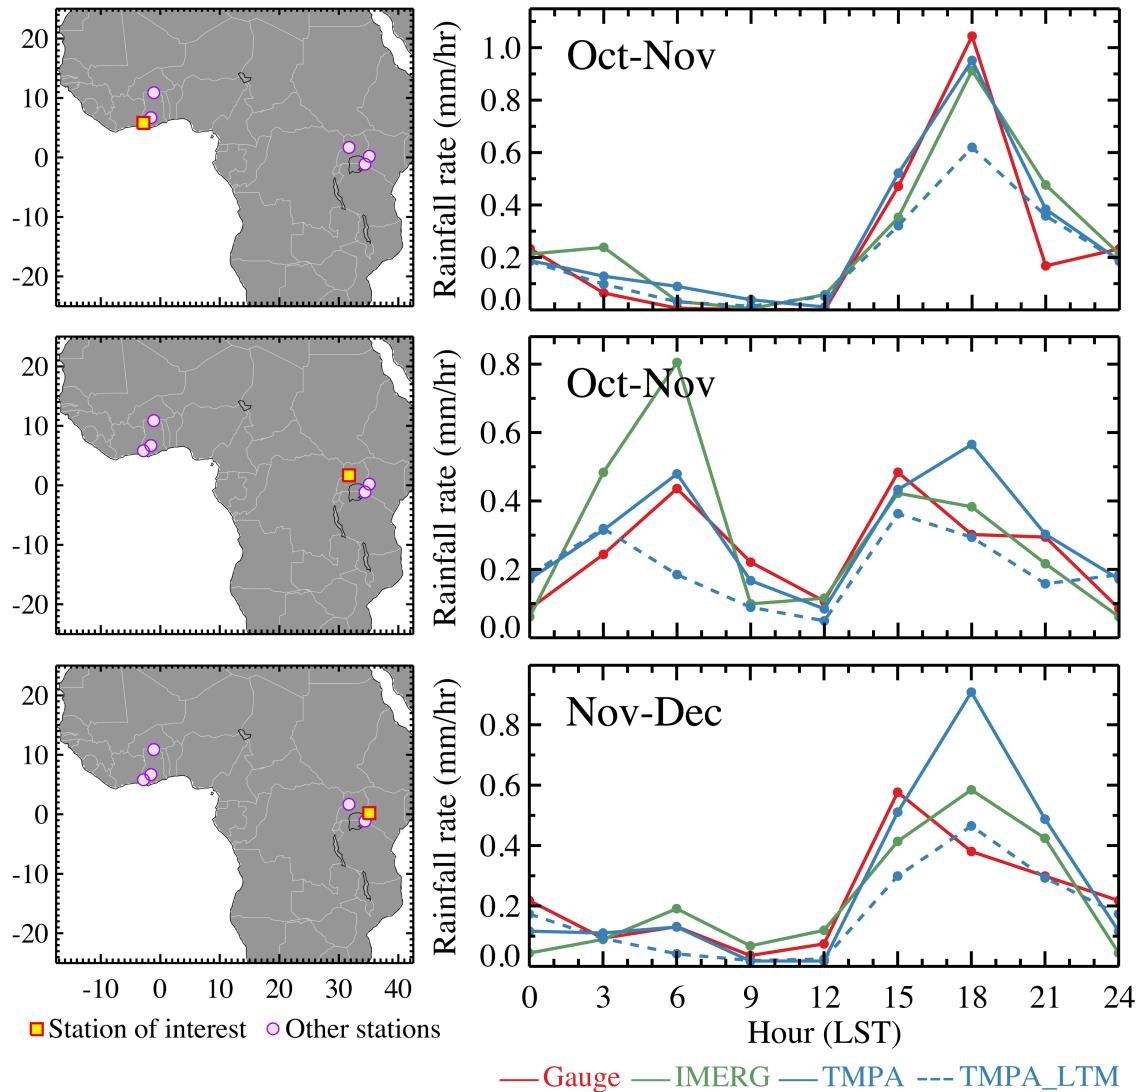 20
10
0
-10
-20
Rainfall rate (mm/hr)
1.0
0.8
0.6
0.4
0.2
0.0
Oct-Nov
20
10
0
-10
-20
Rainfall rate (mm/hr)
0.8
0.6
0.4
0.2
0.0
Oct-Nov
20
10
0
-10
-20
Rainfall rate (mm/hr)
0.8
0.6
0.4
0.2
0.0
Nov-Dec
-10 0 10 20 30 40
0 3 6 9 12 15 18 21 24
Station of interest Other stations
Hour (LST)
Gauge IMERG TMPA TMPA_LTM